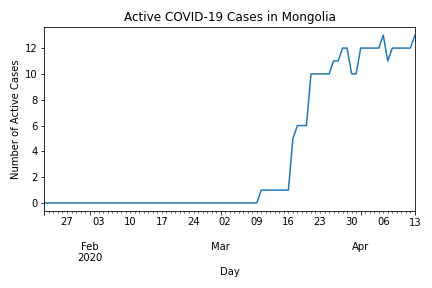 Active COVID-19 Cases in Mongolia
Number of Active Cases
12
10
8
6
4
2
0
27 03 10 17 24 02 09 16 23 30 06 13
Feb Mar Apr
2020
Day